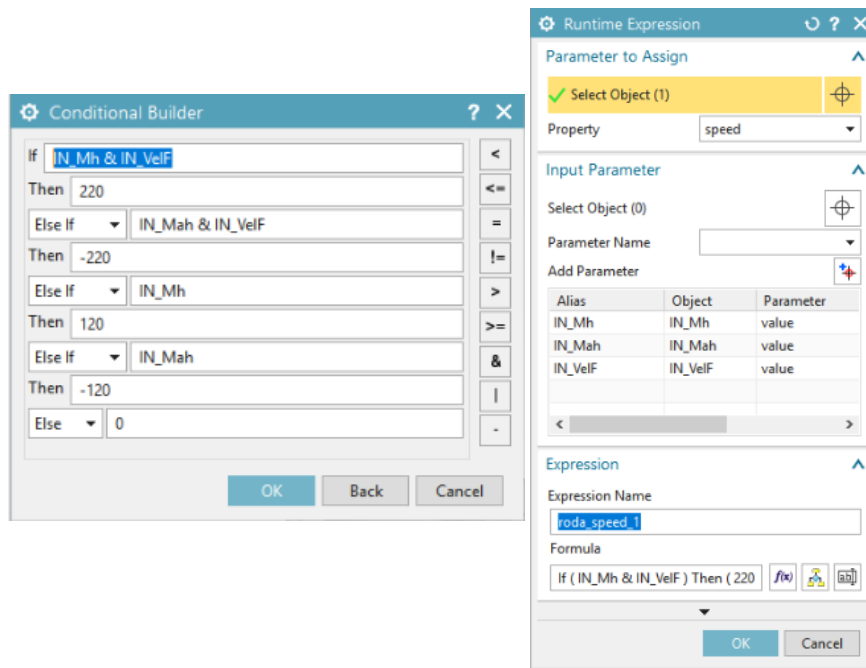 Conditional Builder ? ×
If IN_Mh & IN_VelF
Then 220
Else If IN_Mah & IN_VelF
Then -220
Else If IN_Mh
Then 120
Else If IN_Mah
Then -120
Else 0
<
<=
=
!=
>
>=
&
|
-
OK Back Cancel
Runtime Expression ? ×
Parameter to Assign
Select Object (1)
Property speed
Input Parameter
Select Object (0)
Parameter Name
Add Parameter
Alias Object Parameter
IN_Mh IN_Mh value
IN_Mah IN_Mah value
IN_VelF IN_VelF value
Expression
Expression Name
roda_speed_1
Formula
If ( IN_Mh & IN_VelF ) Then ( 220 f(x) ab
OK Cancel